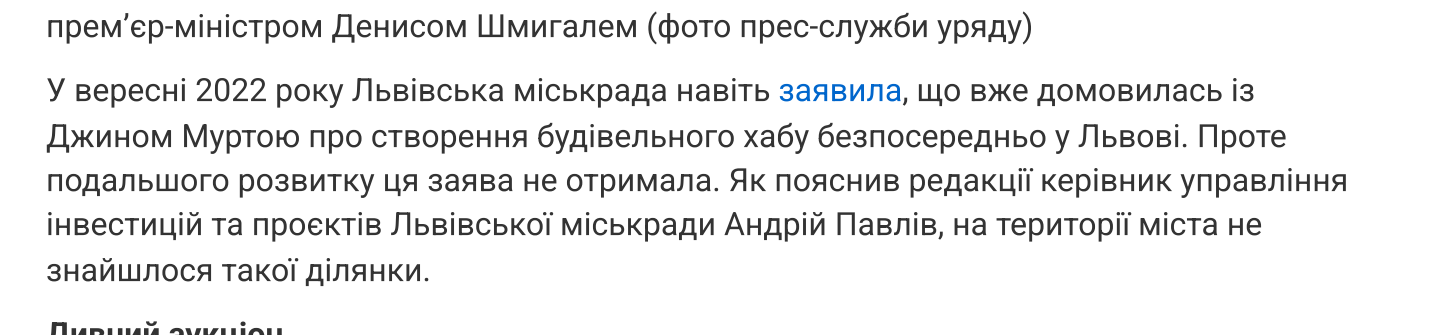 прем’єр-міністром Денисом Шмигалем (фото прес-служби уряду)
У вересні 2022 року Львівська міськрада навіть заявила, що вже домовилась із
Джином Муртою про створення будівельного хабу безпосередньо у Львові. Проте
подальшого розвитку ця заява не отримала. Як пояснив редакції керівник управління
інвестицій та проєктів Львівської міськради Андрій Павлів, на території міста не
знайшлося такої ділянки.
Дивний аукціон